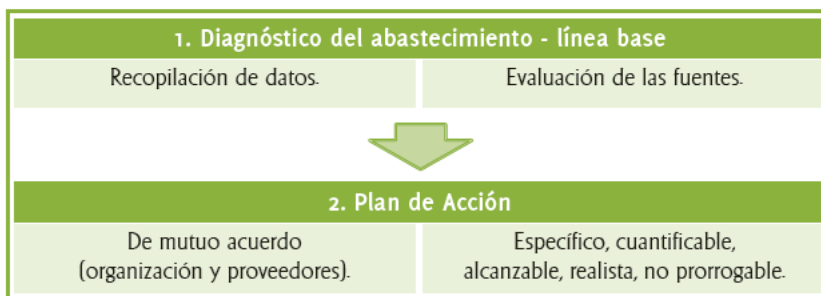 1. Diagnóstico del abastecimiento - línea base
Recopilación de datos.
Evaluación de las fuentes.
2. Plan de Acción
De mutuo acuerdo
(organización y proveedores).
Específico, cuantificable,
alcanzable, realista, no prorrogable.